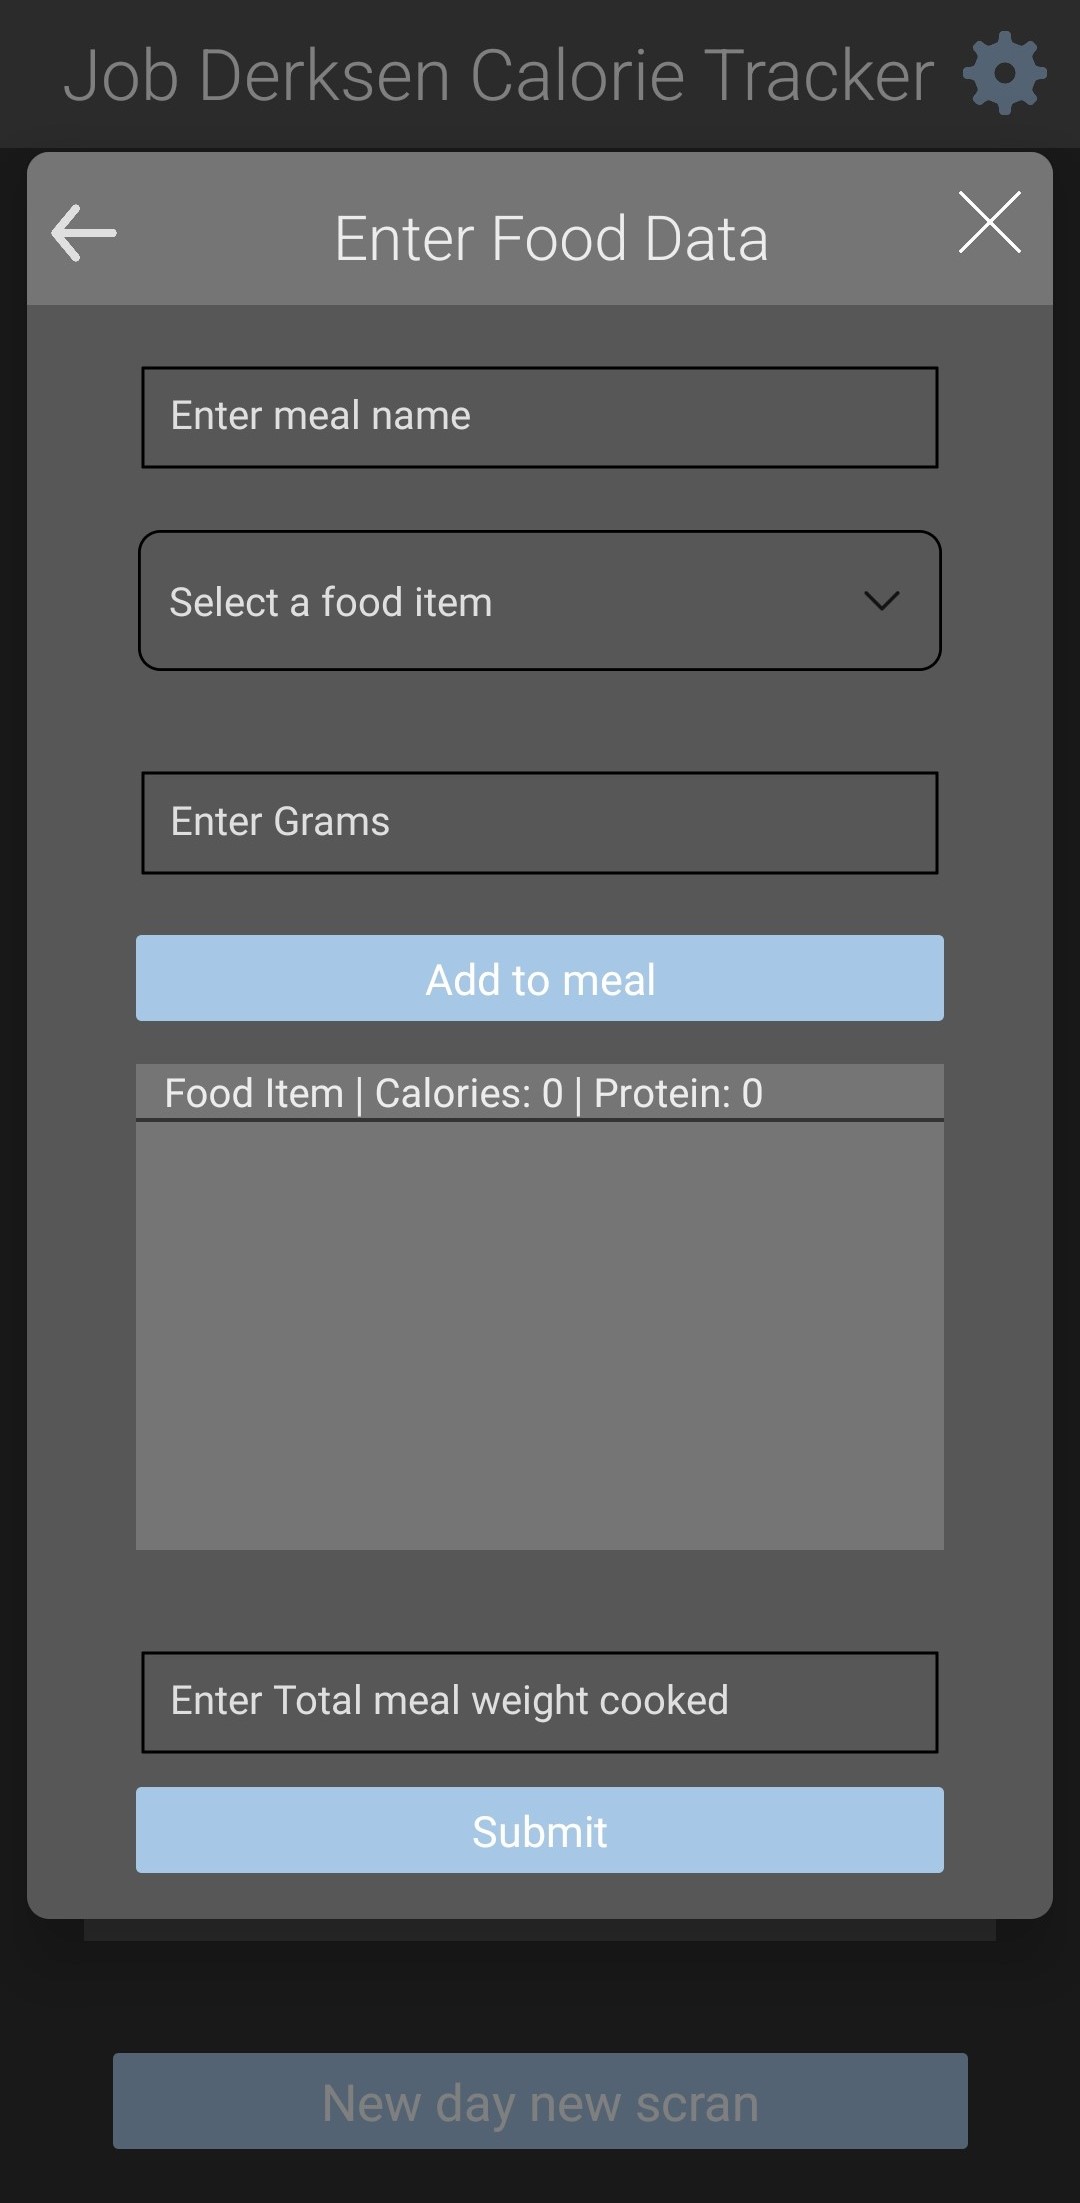 Job Derksen Calorie Tracker
Enter Food Data
Enter meal name
Select a food item
Enter Grams
Add to meal
Food Item | Calories: 0 | Protein: 0
Enter Total meal weight cooked
Submit
New day new scran